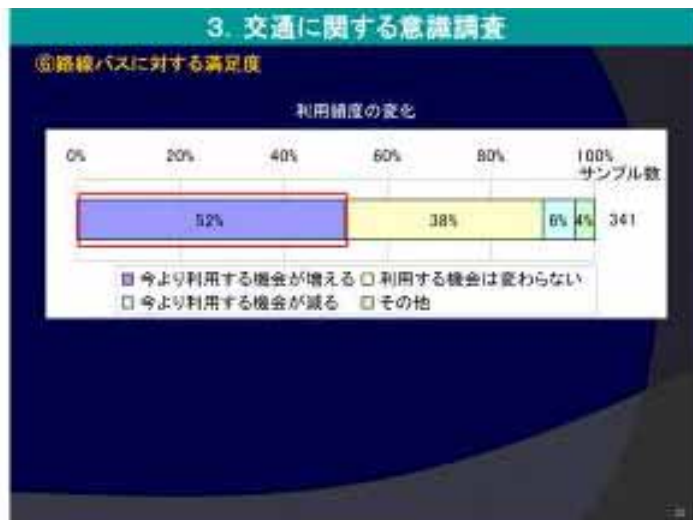 3. 交通に関する意識調査
⑥路線バスに対する満足度
利用頻度の変化
0% 20% 40% 60% 80% 100%
サンプル数
52% 38% 6% 4% 341
今より利用する機会が増える 利用する機会は変わらない
今より利用する機会が減る その他